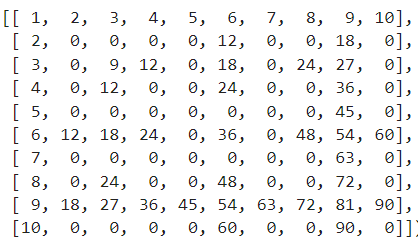 [[ 1, 2, 3, 4, 5, 6, 7, 8, 9, 10],
[ 2, 0, 0, 0, 0, 12, 0, 0, 18, 0],
[ 3, 0, 9, 12, 0, 18, 0, 24, 27, 0],
[ 4, 0, 12, 0, 0, 24, 0, 0, 36, 0],
[ 5, 0, 0, 0, 0, 0, 0, 0, 45, 0],
[ 6, 12, 18, 24, 0, 36, 0, 48, 54, 60],
[ 7, 0, 0, 0, 0, 0, 0, 0, 63, 0],
[ 8, 0, 24, 0, 0, 48, 0, 0, 72, 0],
[ 9, 18, 27, 36, 45, 54, 63, 72, 81, 90],
[10, 0, 0, 0, 0, 60, 0, 0, 90, 0]])